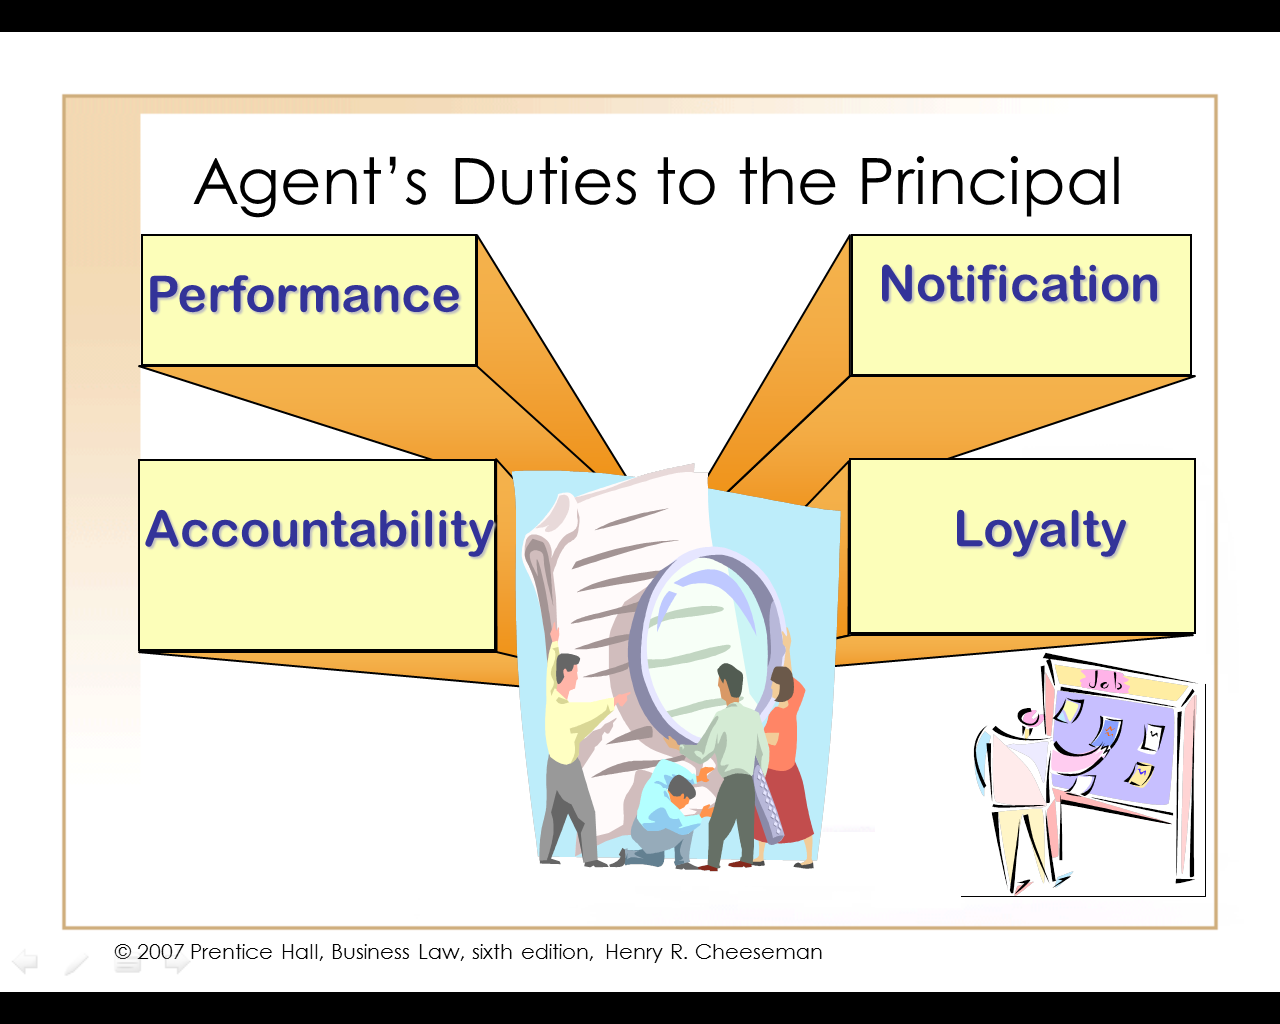 Agent’s Duties to the Principal
Performance
Notification
Accountability
Loyalty
Job
© 2007 Prentice Hall, Business Law, sixth edition, Henry R. Cheeseman